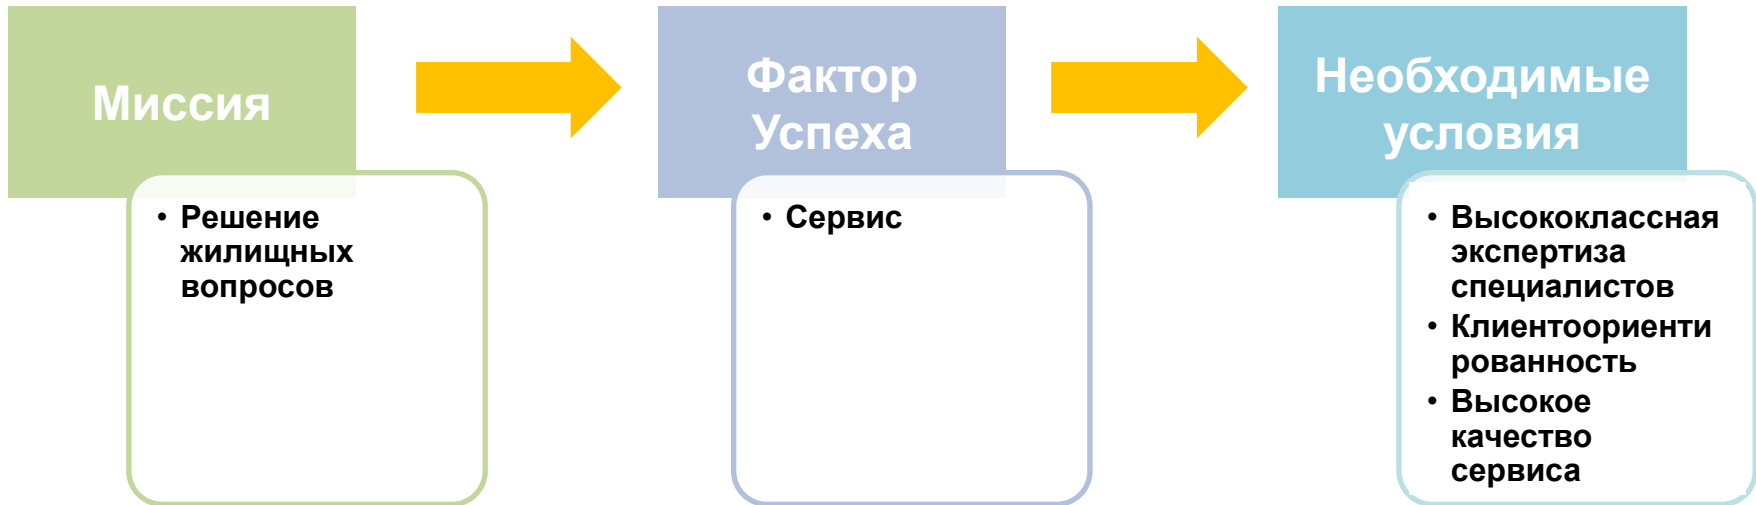 Миссия
• Решение
жилищных
вопросов
Фактор
Успеха
• Сервис
Необходимые
условия
• Высококлассная
экспертиза
специалистов
• Клиентоориенти
рованность
• Высокое
качество
сервиса